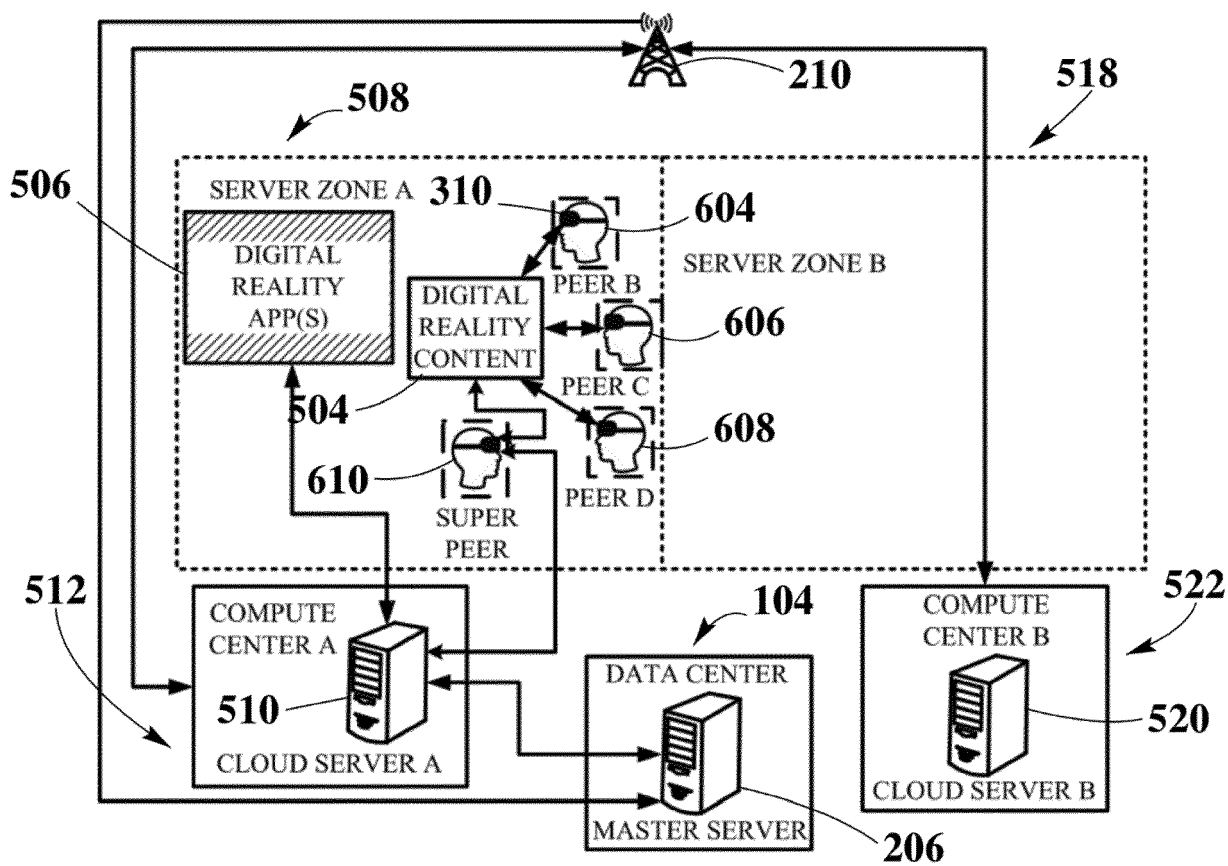 210
508
518
506
SERVER ZONE A
310
604
DIGITAL
REALITY
APP(S)
PEER B
SERVER ZONE B
DIGITAL
REALITY
CONTENT
606
PEER C
504
608
610
PEER D
SUPER
PEER
512
COMPUTE
CENTER A
104
COMPUTE
CENTER B
522
DATA CENTER
510
520
CLOUD SERVER A
CLOUD SERVER B
MASTER SERVER
206